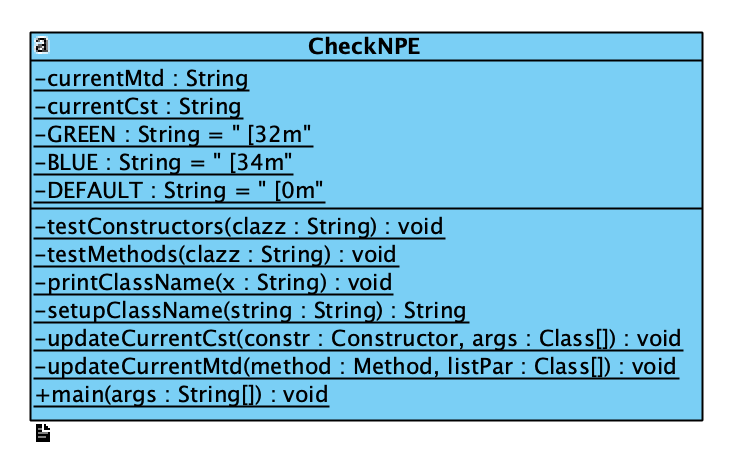 a
CheckNPE
-currentMtd : String
-currentCst : String
-GREEN : String = " [32m"
-BLUE : String = " [34m"
-DEFAULT : String = " [0m"
-testConstructors(clazz : String) : void
-testMethods(clazz : String) : void
-printClassName(x : String) : void
-setupClassName(string : String) : String
-updateCurrentCst(constr : Constructor, args : Class[]) : void
-updateCurrentMtd(method : Method, listPar : Class[]) : void
+main(args : String[]) : void